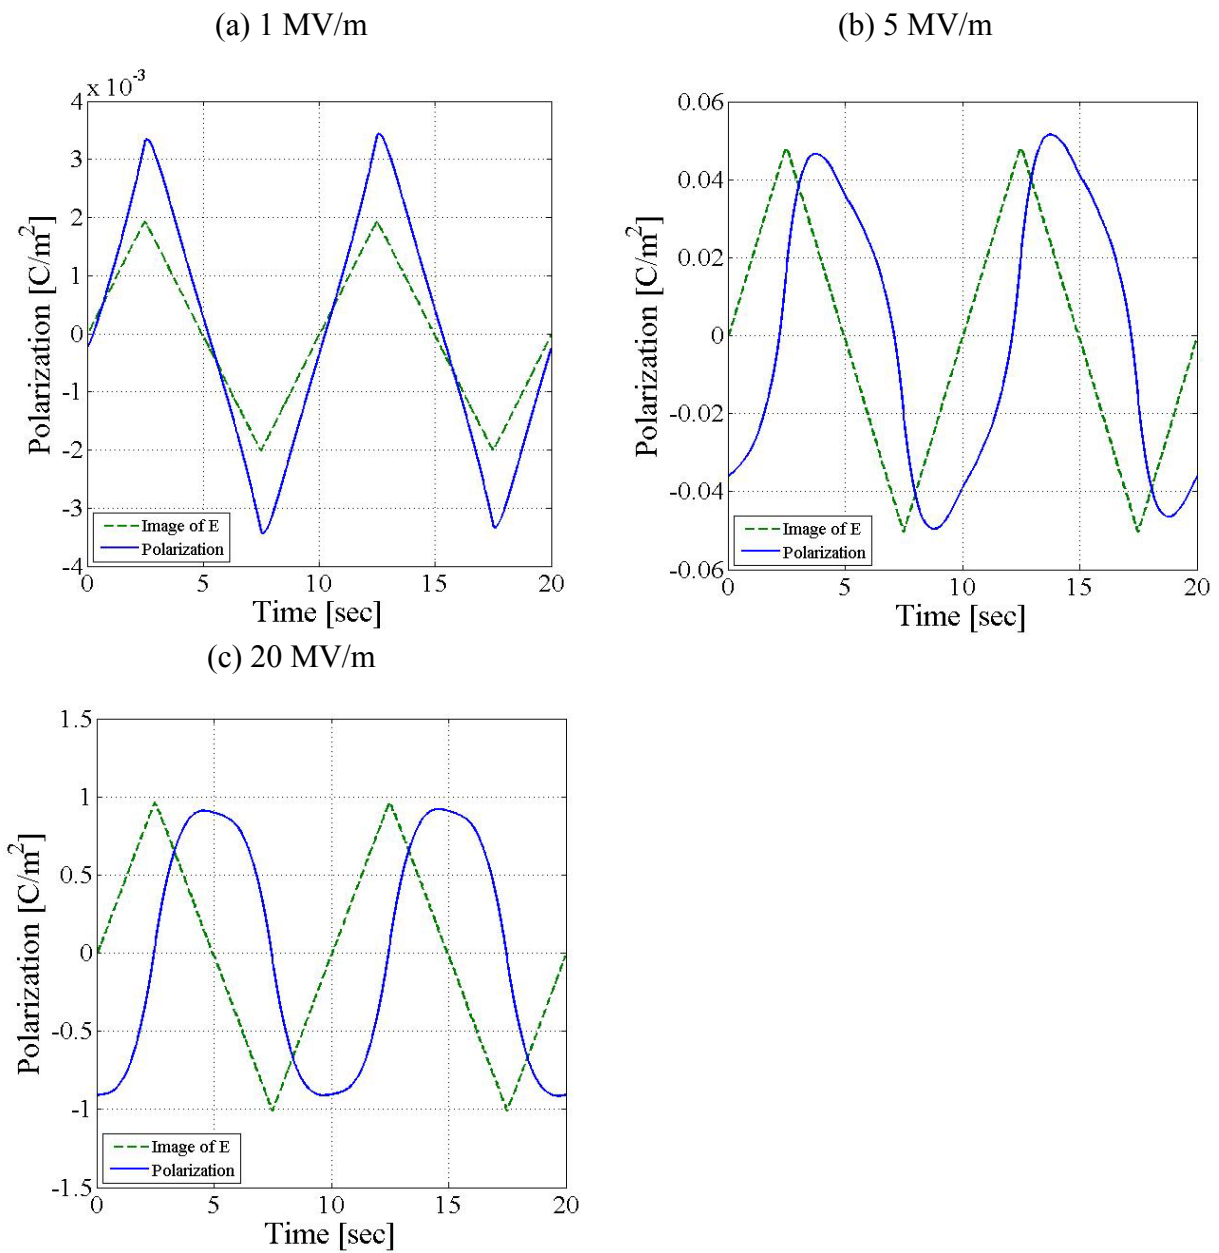 (a) 1 MV/m
x 10^-3
4
3
2
1
0
-1
-2
-3
-4
Polarization [C/m^2]
Image of E
Polarization
0 5 10 15 20
Time [sec]
(b) 5 MV/m
0.06
0.04
0.02
0
-0.02
-0.04
-0.06
Polarization [C/m^2]
Image of E
Polarization
0 5 10 15 20
Time [sec]
(c) 20 MV/m
1.5
1
0.5
0
-0.5
-1
-1.5
Polarization [C/m^2]
Image of E
Polarization
0 5 10 15 20
Time [sec]